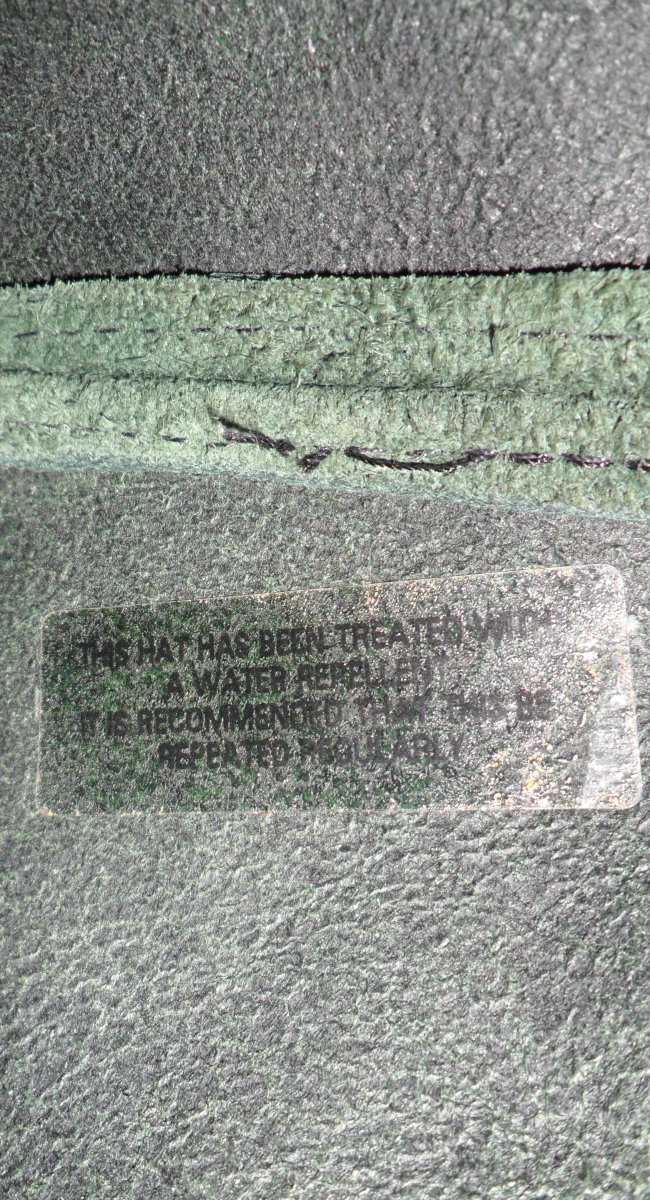 THIS HAT HAS BEEN TREATED WITH
A WATER REPELLENT
IT IS RECOMMENDED THAT THIS BE
REPEATED REGULARLY